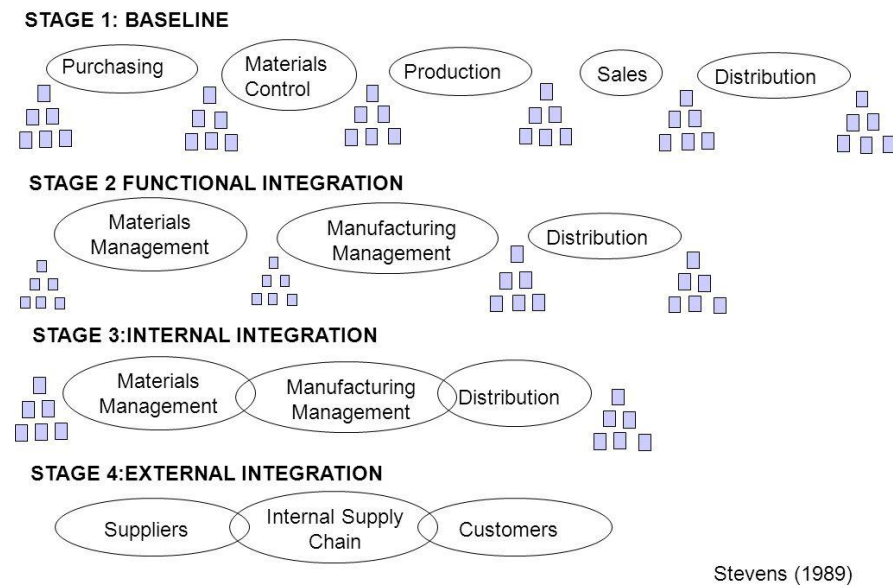 STAGE 1: BASELINE
Purchasing
Materials
Control
Production
Sales
Distribution
STAGE 2 FUNCTIONAL INTEGRATION
Materials
Management
Manufacturing
Management
Distribution
STAGE 3:INTERNAL INTEGRATION
Materials
Management
Manufacturing
Management
Distribution
STAGE 4:EXTERNAL INTEGRATION
Suppliers
Internal Supply
Chain
Customers
Stevens (1989)